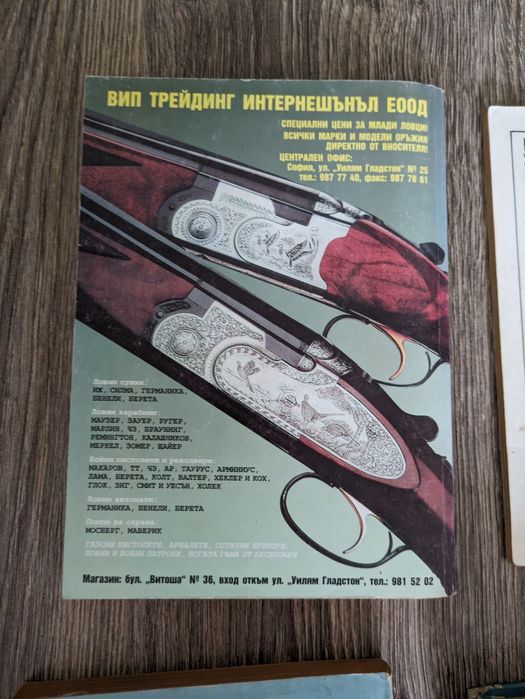 ВИП ТРЕЙДИНГ ИНТЕРНЕШЪНЪЛ ЕООД
СПЕЦИАЛНИ ЦЕНИ ЗА МЛАДИ ЛОВЦИ!
ВСИЧКИ МАРКИ И МОДЕЛИ ОРЪЖИЯ
ДИРЕКТНО ОТ ВНОСИТЕЛЯ!
ЦЕНТРАЛЕН ОФИС:
София, ул. „Уилям Гладстон" № 25
тел.: 987 77 40, факс: 987 78 61
Ловни пушки:
ИЖ, СИЛМА, ГЕРМАНИКА,
БЕНЕЛИ, БЕРЕТА
Ловни карабини:
МАУЗЕР, ЗАУЕР, РУГЕР,
МАРЛИН, ЧЗ, БРАУНИНГ,
РЕМИНГТОН, КАЛАШНИКОВ,
МЕРКЕЛ, ЗОМЕР, ЩАЙЕР
Бойни пистолети и револвери:
МАКАРОВ, ТТ, ЧЗ, АР. ТАУРУС, АРМИНИУС,
ЛАМА, БЕРЕТА, КОЛТ, ВАЛТЕР, ХЕКЛЕР И КОХ,
ГЛОК, ЗИГ, СМИТ И УЕСЪН, ХОЛЕК
Ловни автомати:
ГЕРМАНИКА, БЕНЕЛИ, БЕРЕТА
Помпи за охрана:
МОСБЕРГ, МАВЕРИК
ГАЗОВИ ПИСТОЛЕТИ, АРБАЛЕТИ, ОПТИЧНИ ПРИБОРИ,
ЛОВНИ И БОЙНИ ПАТРОНИ, БОГАТА ГАМА ОТ АКСЕСОАРИ
Магазин: бул. „Витоша" № 36, вход откъм ул. „Уилям Гладстон", тел.: 981 52 02